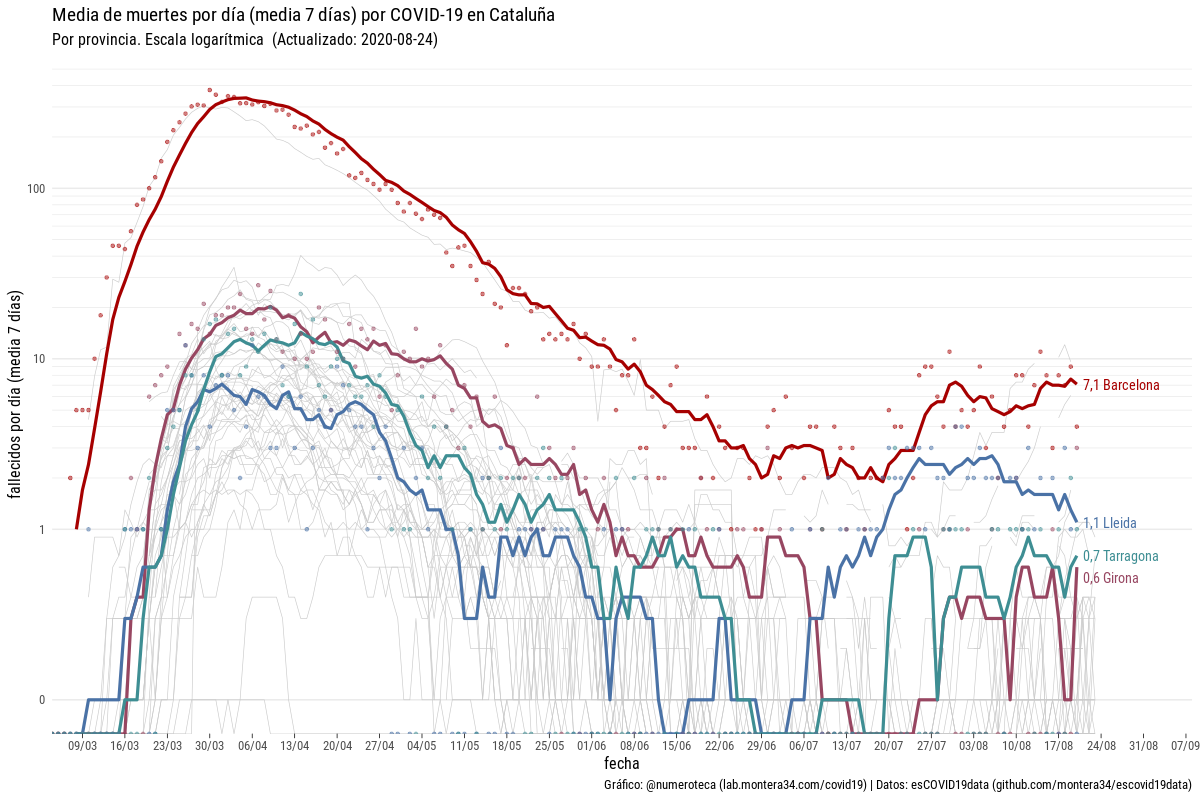 Media de muertes por día (media 7 días) por COVID-19 en Cataluña
Por provincia. Escala logarítmica (Actualizado: 2020-08-24)
fallecidos por día (media 7 días)
100
10
1
0
7,1 Barcelona
1,1 Lleida
0,7 Tarragona
0,6 Girona
09/03 16/03 23/03 30/03 06/04 13/04 20/04 27/04 04/05 11/05 18/05 25/05 01/06 08/06 15/06 22/06 29/06 06/07 13/07 20/07 27/07 03/08 10/08 17/08 24/08 31/08 07/09
fecha
Gráfico: @numeroteca (lab.montera34.com/covid19) | Datos: esCOVID19data (github.com/montera34/escovid19data)